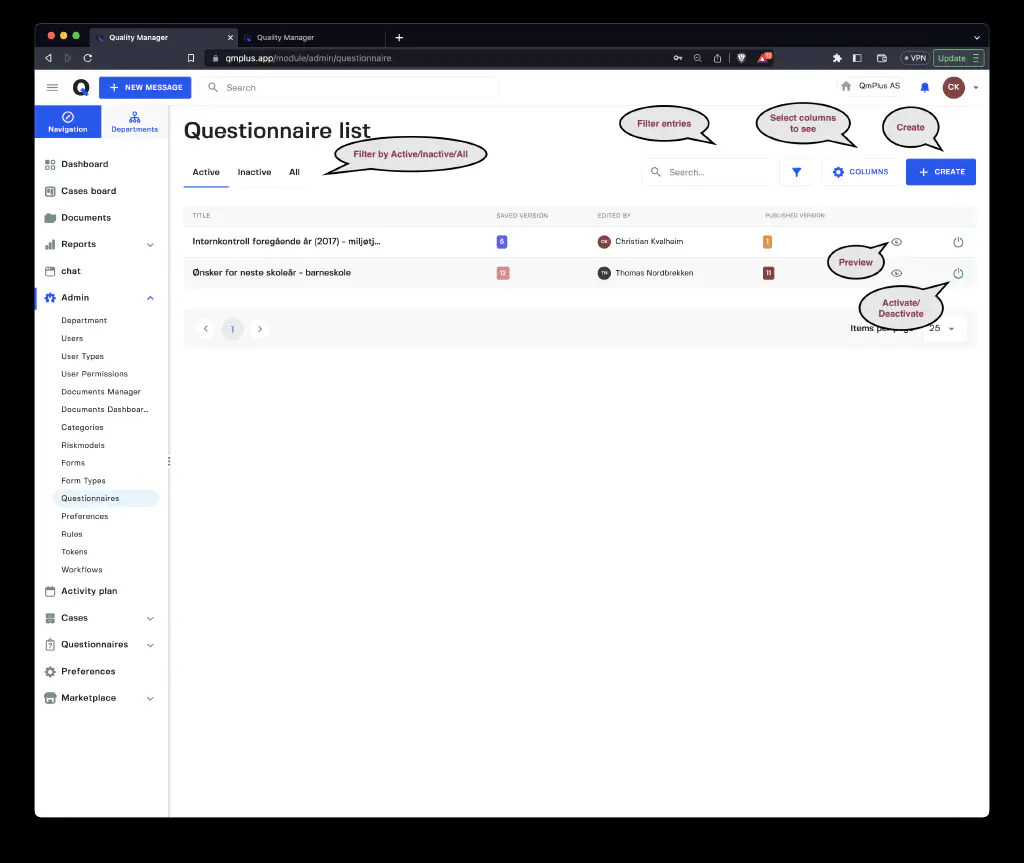 Quality Manager
Quality Manager
qmplus.app/module/admin/questionnaire
VPN
Update
NEW MESSAGE
Search
QmPlus AS
CK
Navigation
Departments
Questionnaire list
Filter entries
Select columns
to see
Create
Filter by Active/Inactive/All
Active Inactive All
Search...
COLUMNS
CREATE
Dashboard
Cases board
Documents
Reports
chat
Admin
Department
Users
User Types
User Permissions
Documents Manager
Documents Dashboar...
Categories
Riskmodels
Forms
Form Types
Questionnaires
Preferences
Rules
Tokens
Workflows
Activity plan
Cases
Questionnaires
Preferences
Marketplace
TITLE SAVED VERSION EDITED BY PUBLISHED VERSION
Internkontroll foregående år (2017) - miljøtj... 6 CK Christian Kvalheim 1
Ønsker for neste skoleår - barneskole 12 TN Thomas Nordbrekken 11
Preview
Activate/
Deactivate
1
Items per page 25